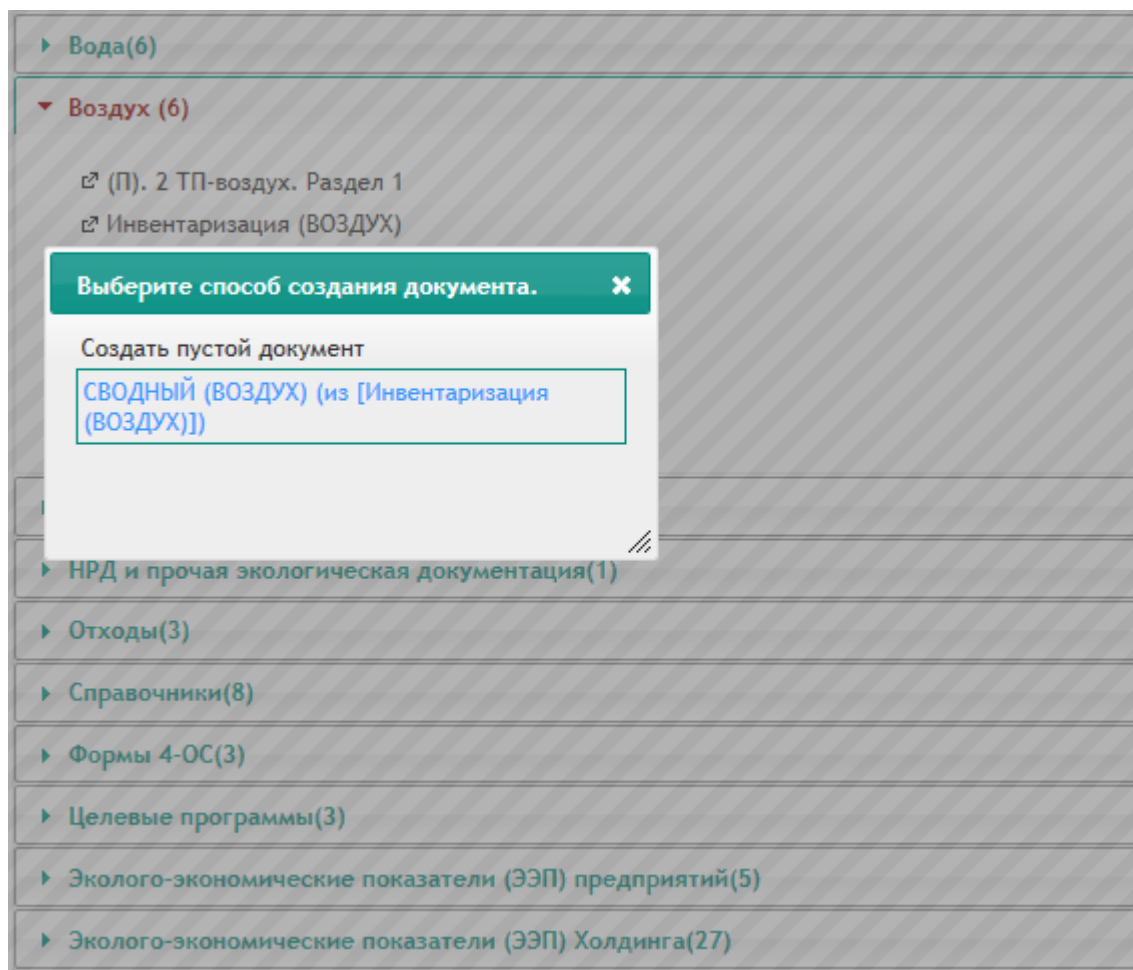 Вода(6)
Воздух (6)
(П). 2 ТП-воздух. Раздел 1
Инвентаризация (ВОЗДУХ)
Выберите способ создания документа.
Создать пустой документ
СВОДНЫЙ (ВОЗДУХ) (из [Инвентаризация
(ВОЗДУХ)])
НРД и прочая экологическая документация(1)
Отходы(3)
Справочники(8)
Формы 4-ОС(3)
Целевые программы(3)
Эколого-экономические показатели (ЭЭП) предприятий(5)
Эколого-экономические показатели (ЭЭП) Холдинга(27)